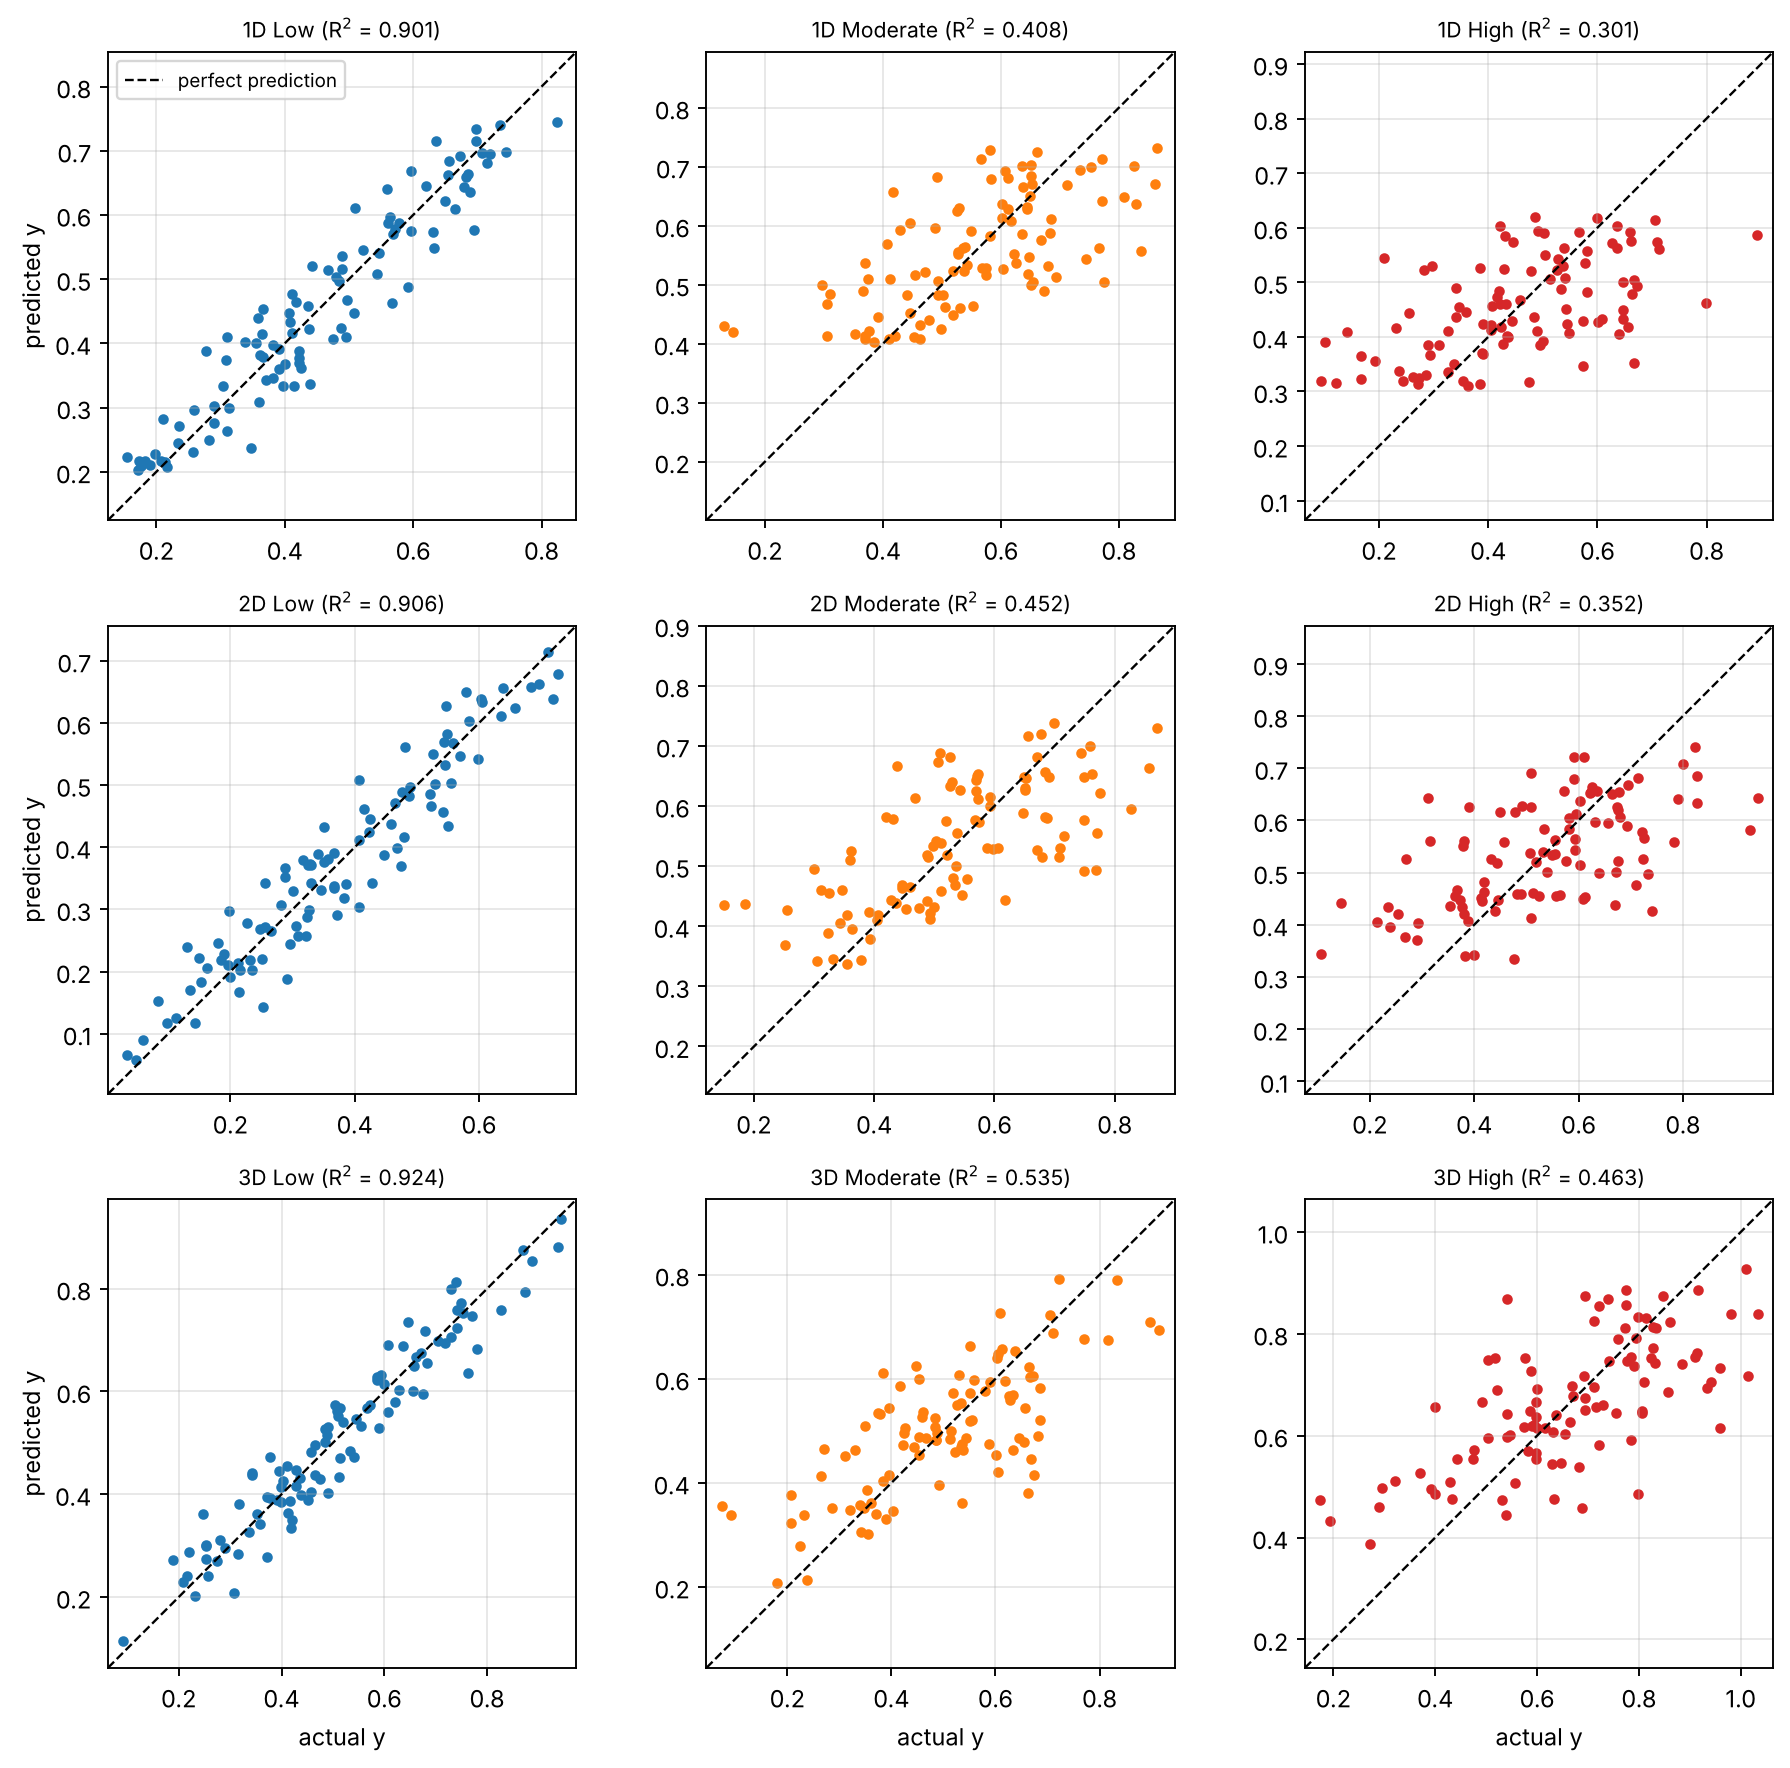 1D Low (R² = 0.901)
1D Moderate (R² = 0.408)
1D High (R² = 0.301)
perfect prediction
predicted y
0.8
0.7
0.6
0.5
0.4
0.3
0.2
0.2 0.4 0.6 0.8
0.8
0.7
0.6
0.5
0.4
0.3
0.2
0.2 0.4 0.6 0.8
0.9
0.8
0.7
0.6
0.5
0.4
0.3
0.2
0.1
0.2 0.4 0.6 0.8
2D Low (R² = 0.906)
2D Moderate (R² = 0.452)
2D High (R² = 0.352)
predicted y
0.7
0.6
0.5
0.4
0.3
0.2
0.1
0.2 0.4 0.6
0.9
0.8
0.7
0.6
0.5
0.4
0.3
0.2
0.2 0.4 0.6 0.8
0.9
0.8
0.7
0.6
0.5
0.4
0.3
0.2
0.1
0.2 0.4 0.6 0.8
3D Low (R² = 0.924)
3D Moderate (R² = 0.535)
3D High (R² = 0.463)
predicted y
0.8
0.6
0.4
0.2
0.2 0.4 0.6 0.8
actual y
0.8
0.6
0.4
0.2
0.2 0.4 0.6 0.8
actual y
1.0
0.8
0.6
0.4
0.2
0.2 0.4 0.6 0.8 1.0
actual y